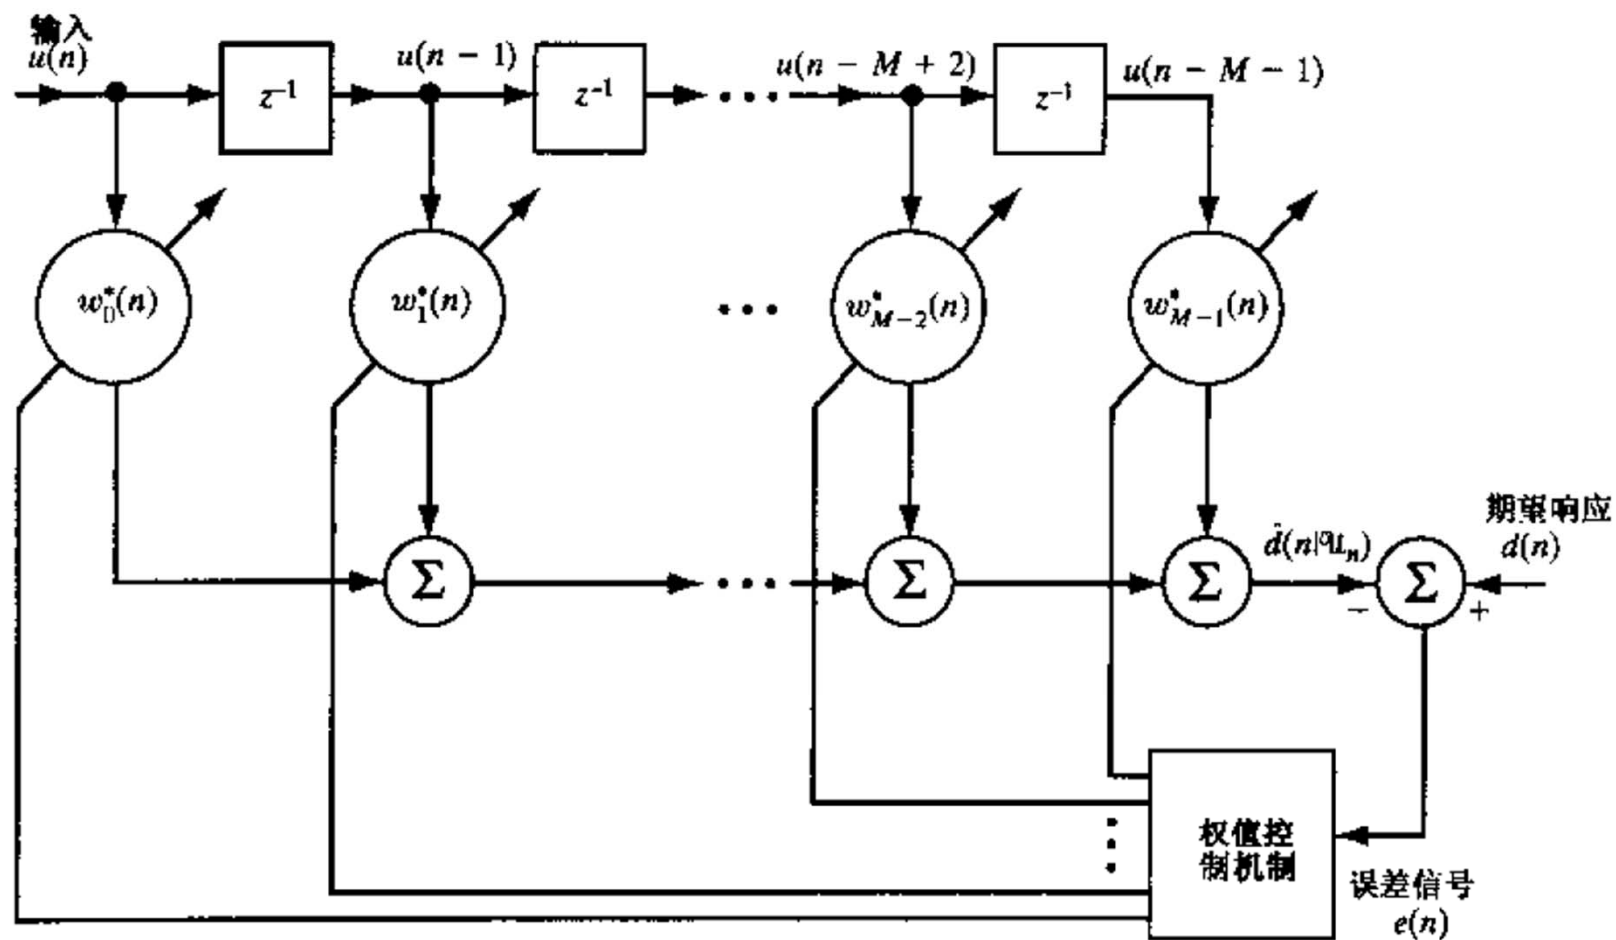 输入
u(n)
z⁻¹
u(n − 1)
z⁻¹
u(n − M + 2)
z⁻¹
u(n − M − 1)
w₀*(n)
w₁*(n)
w*_{M−2}(n)
w*_{M−1}(n)
Σ
Σ
Σ
d̂(n|𝒰ₙ)
−
Σ
+
期望响应
d(n)
权值控
制机制
误差信号
e(n)